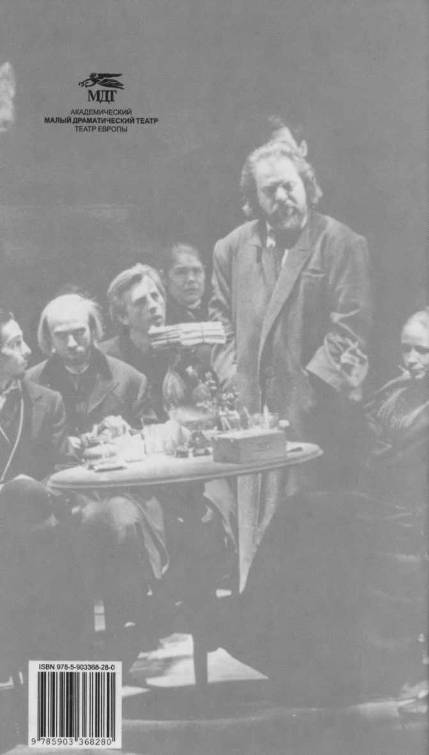 МДТ
АКАДЕМИЧЕСКИЙ
МАЛЫЙ ДРАМАТИЧЕСКИЙ ТЕАТР
ТЕАТР ЕВРОПЫ
ISBN 978-5-903368-28-0
9 785903 368280